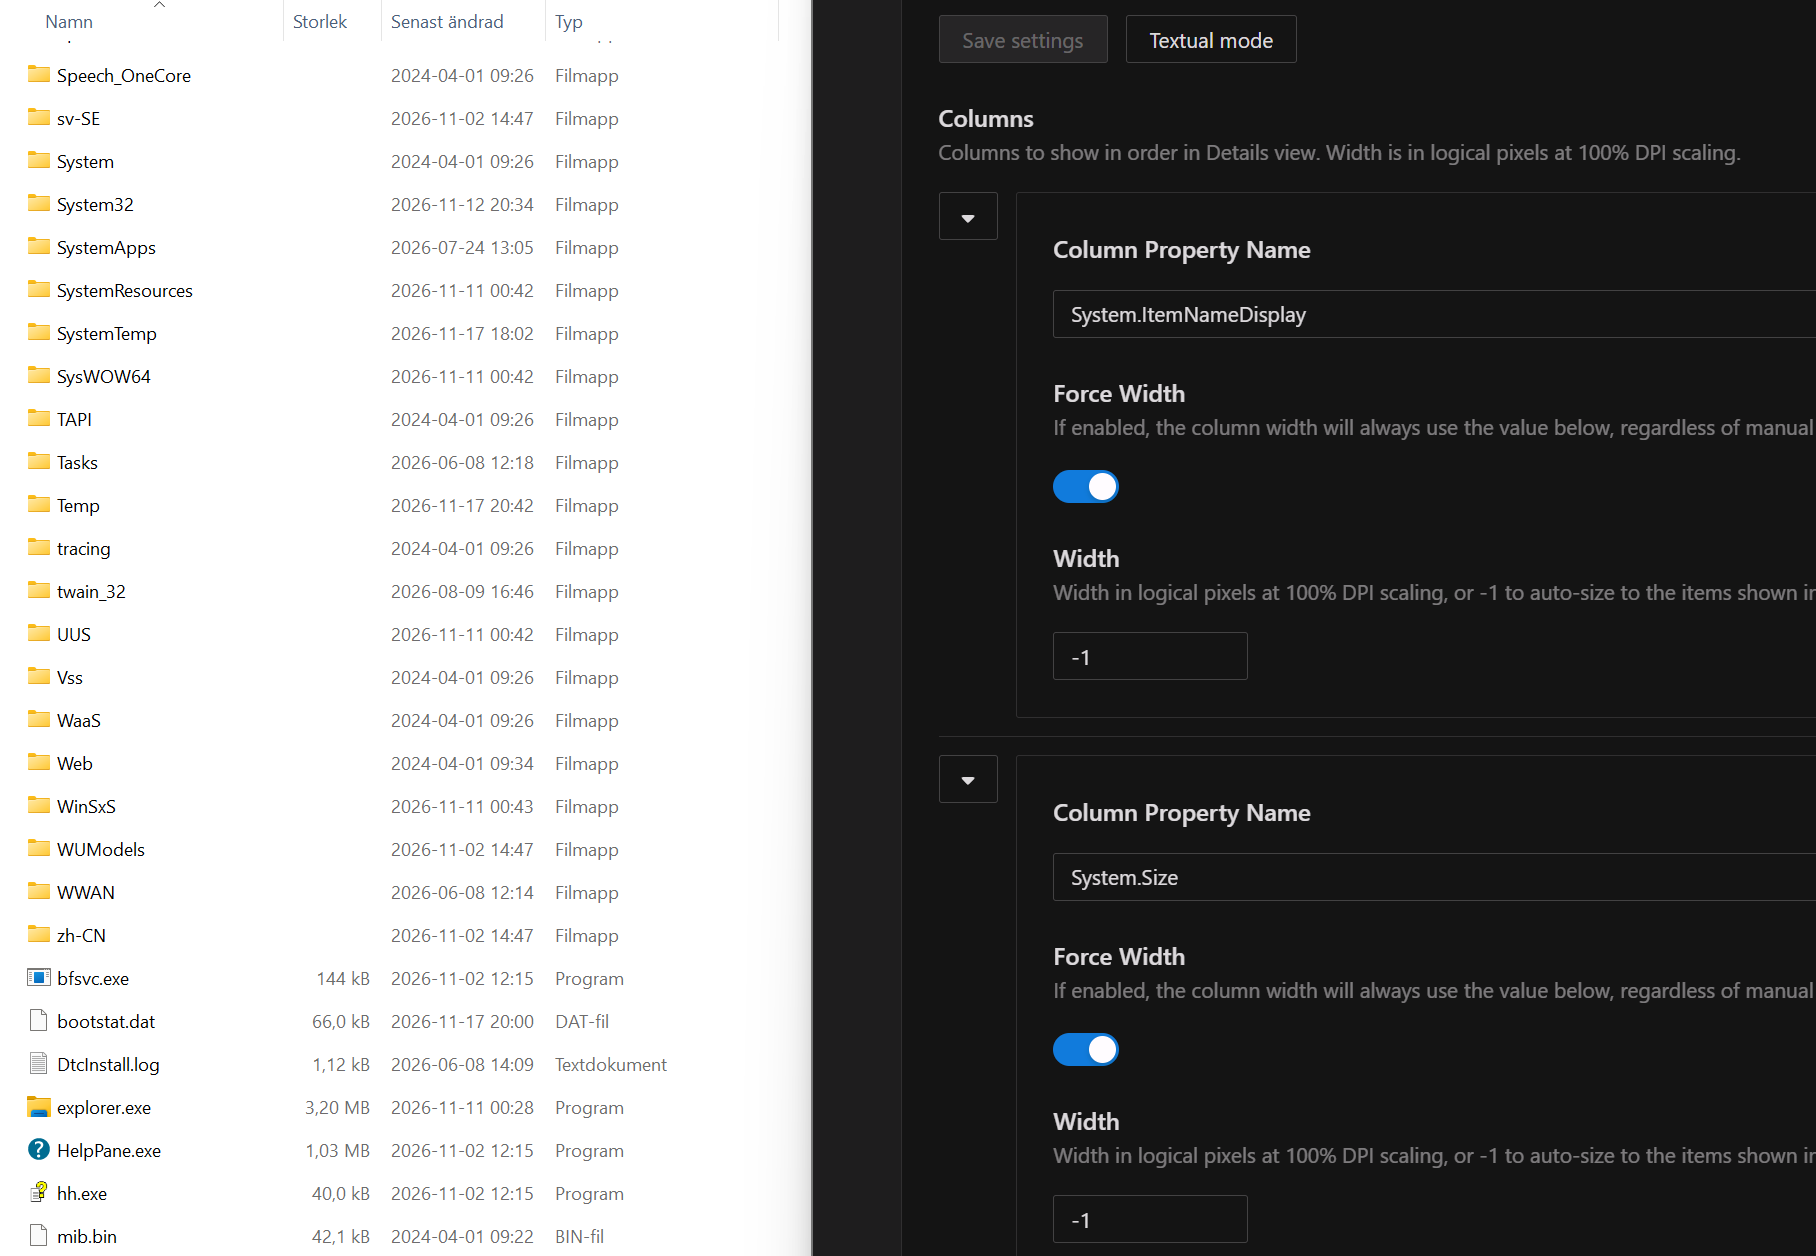 Namn Storlek Senast ändrad Typ
Speech_OneCore 2024-04-01 09:26 Filmapp
sv-SE 2026-11-02 14:47 Filmapp
System 2024-04-01 09:26 Filmapp
System32 2026-11-12 20:34 Filmapp
SystemApps 2026-07-24 13:05 Filmapp
SystemResources 2026-11-11 00:42 Filmapp
SystemTemp 2026-11-17 18:02 Filmapp
SysWOW64 2026-11-11 00:42 Filmapp
TAPI 2024-04-01 09:26 Filmapp
Tasks 2026-06-08 12:18 Filmapp
Temp 2026-11-17 20:42 Filmapp
tracing 2024-04-01 09:26 Filmapp
twain_32 2026-08-09 16:46 Filmapp
UUS 2026-11-11 00:42 Filmapp
Vss 2024-04-01 09:26 Filmapp
WaaS 2024-04-01 09:26 Filmapp
Web 2024-04-01 09:34 Filmapp
WinSxS 2026-11-11 00:43 Filmapp
WUModels 2026-11-02 14:47 Filmapp
WWAN 2026-06-08 12:14 Filmapp
zh-CN 2026-11-02 14:47 Filmapp
bfsvc.exe 144 kB 2026-11-02 12:15 Program
bootstat.dat 66,0 kB 2026-11-17 20:00 DAT-fil
DtcInstall.log 1,12 kB 2026-06-08 14:09 Textdokument
explorer.exe 3,20 MB 2026-11-11 00:28 Program
HelpPane.exe 1,03 MB 2026-11-02 12:15 Program
hh.exe 40,0 kB 2026-11-02 12:15 Program
mib.bin 42,1 kB 2024-04-01 09:22 BIN-fil
Save settings Textual mode
Columns
Columns to show in order in Details view. Width is in logical pixels at 100% DPI scaling.
Column Property Name
System.ItemNameDisplay
Force Width
If enabled, the column width will always use the value below, regardless of manual
Width
Width in logical pixels at 100% DPI scaling, or -1 to auto-size to the items shown in
-1
Column Property Name
System.Size
Force Width
If enabled, the column width will always use the value below, regardless of manual
Width
Width in logical pixels at 100% DPI scaling, or -1 to auto-size to the items shown in
-1